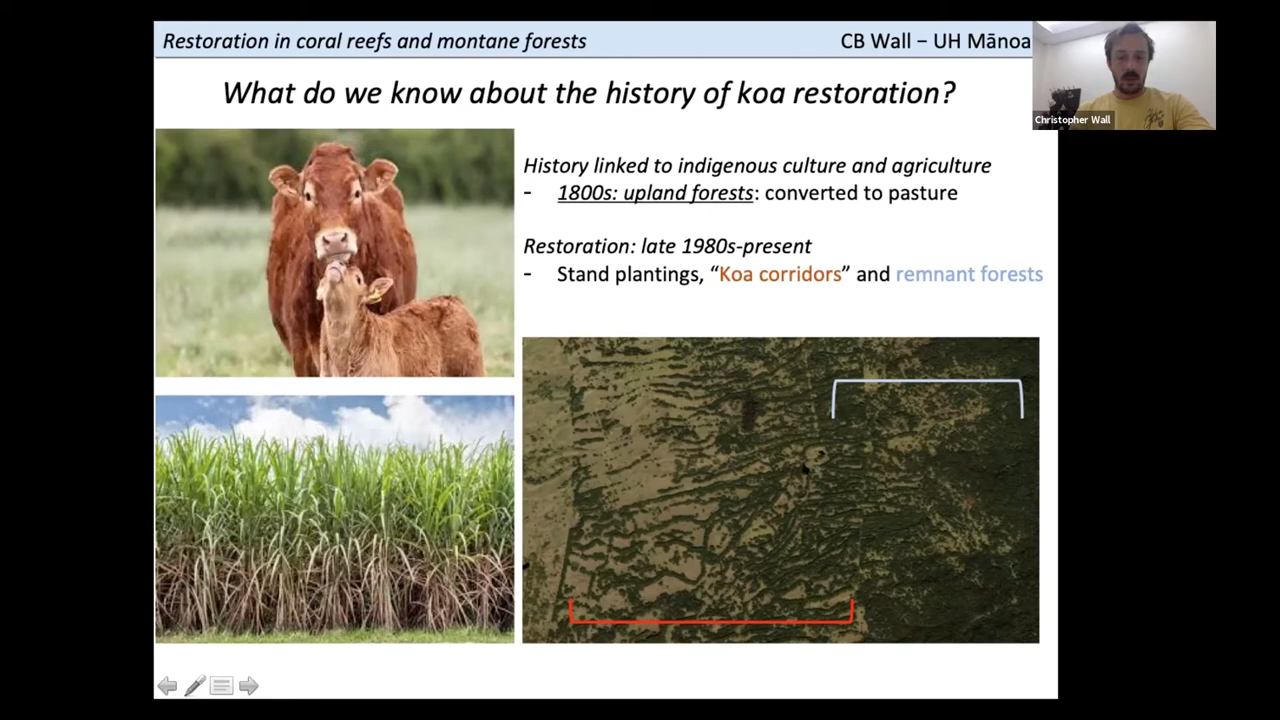 Restoration in coral reefs and montane forests
CB Wall – UH Mānoa
Christopher Wall
What do we know about the history of koa restoration?
History linked to indigenous culture and agriculture
- 1800s: upland forests: converted to pasture
Restoration: late 1980s-present
- Stand plantings, “Koa corridors” and remnant forests